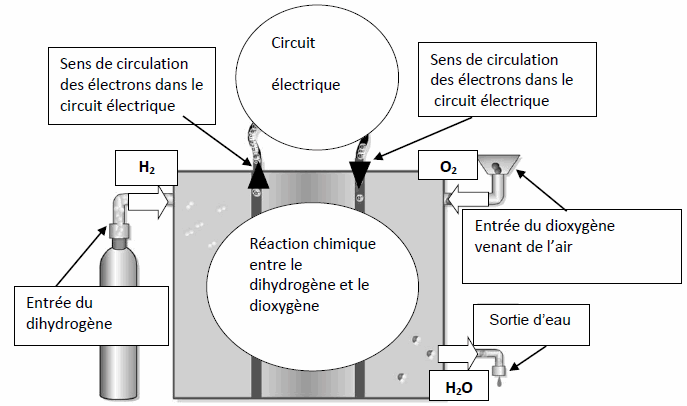 Circuit
électrique
Sens de circulation
des électrons dans le
circuit électrique
Sens de circulation
des électrons dans le
circuit électrique
H₂
O₂
Entrée du dioxygène
venant de l’air
Réaction chimique
entre le
dihydrogène et le
dioxygène
Entrée du
dihydrogène
Sortie d’eau
H₂O